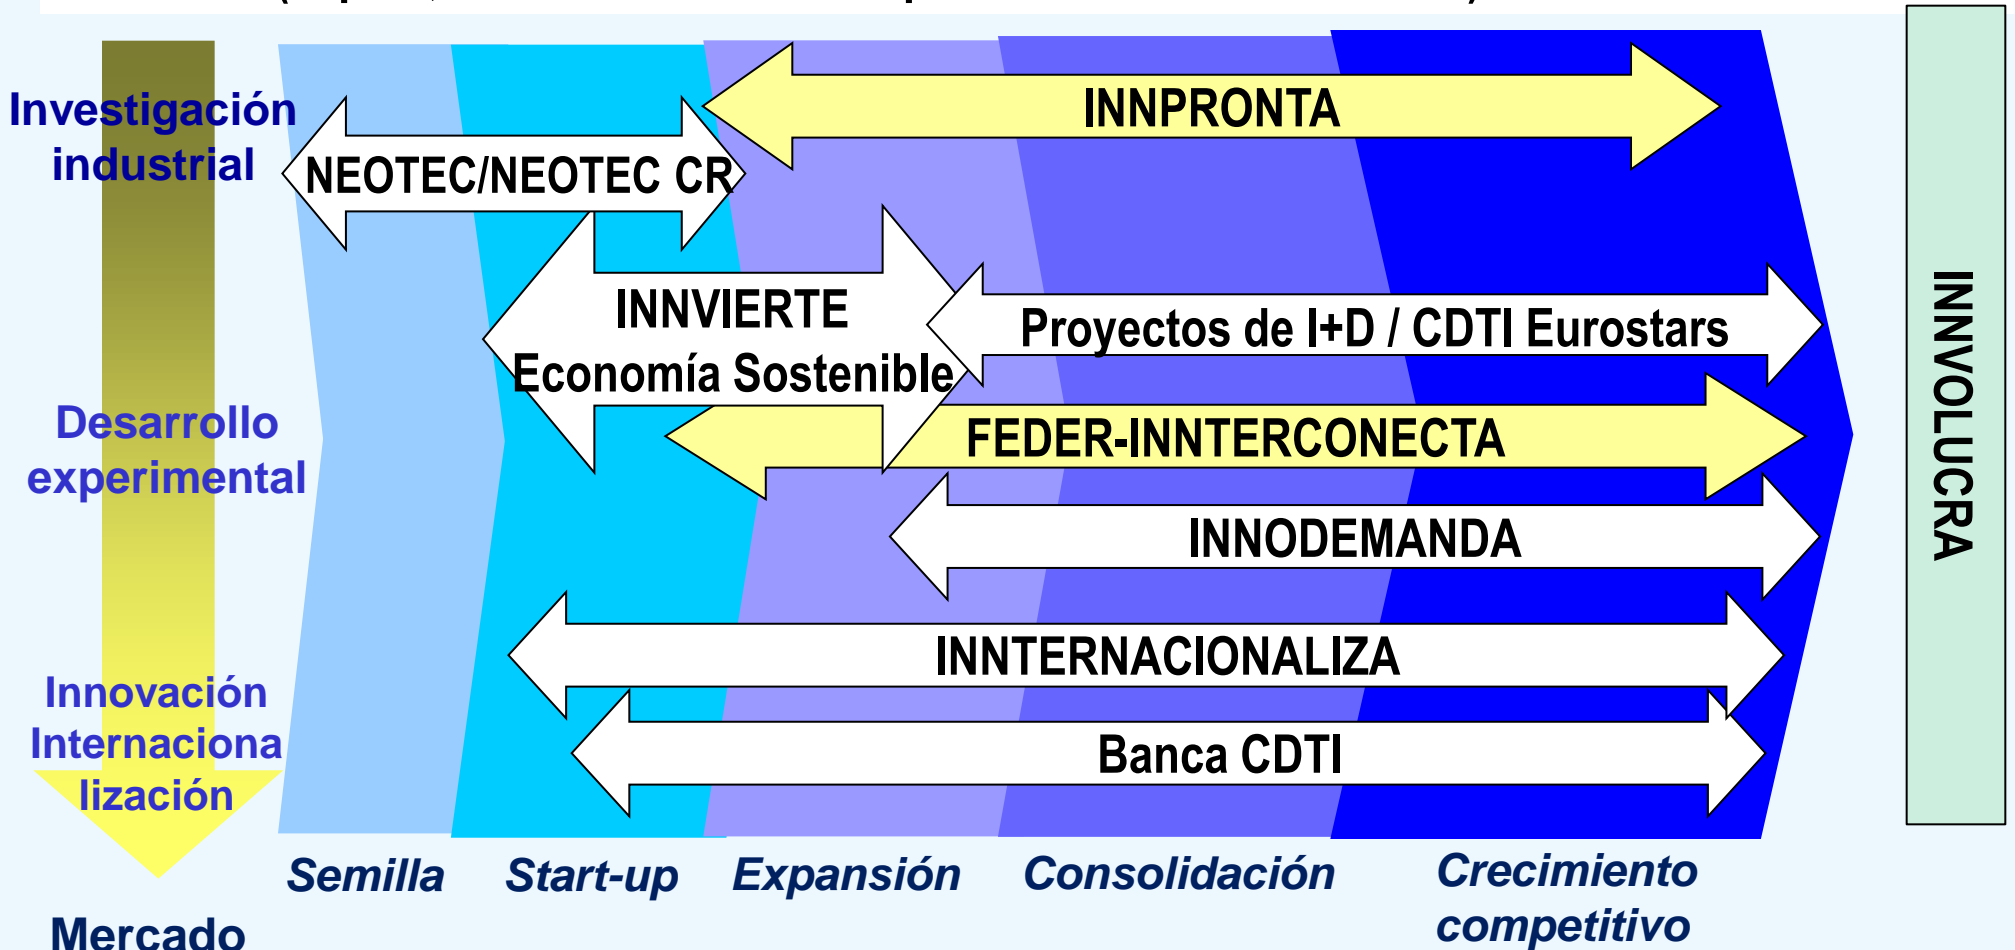 Investigación
industrial
INNPRONTA
NEOTEC/NEOTEC CR
INNVIERTE
Economía Sostenible
Proyectos de I+D / CDTI Eurostars
Desarrollo
experimental
FEDER-INNTERCONECTA
INNODEMANDA
INNTERNACIONALIZA
Innovación
Internaciona
lización
Banca CDTI
INNVOLUCRA
Semilla
Start-up
Expansión
Consolidación
Crecimiento
competitivo
Mercado